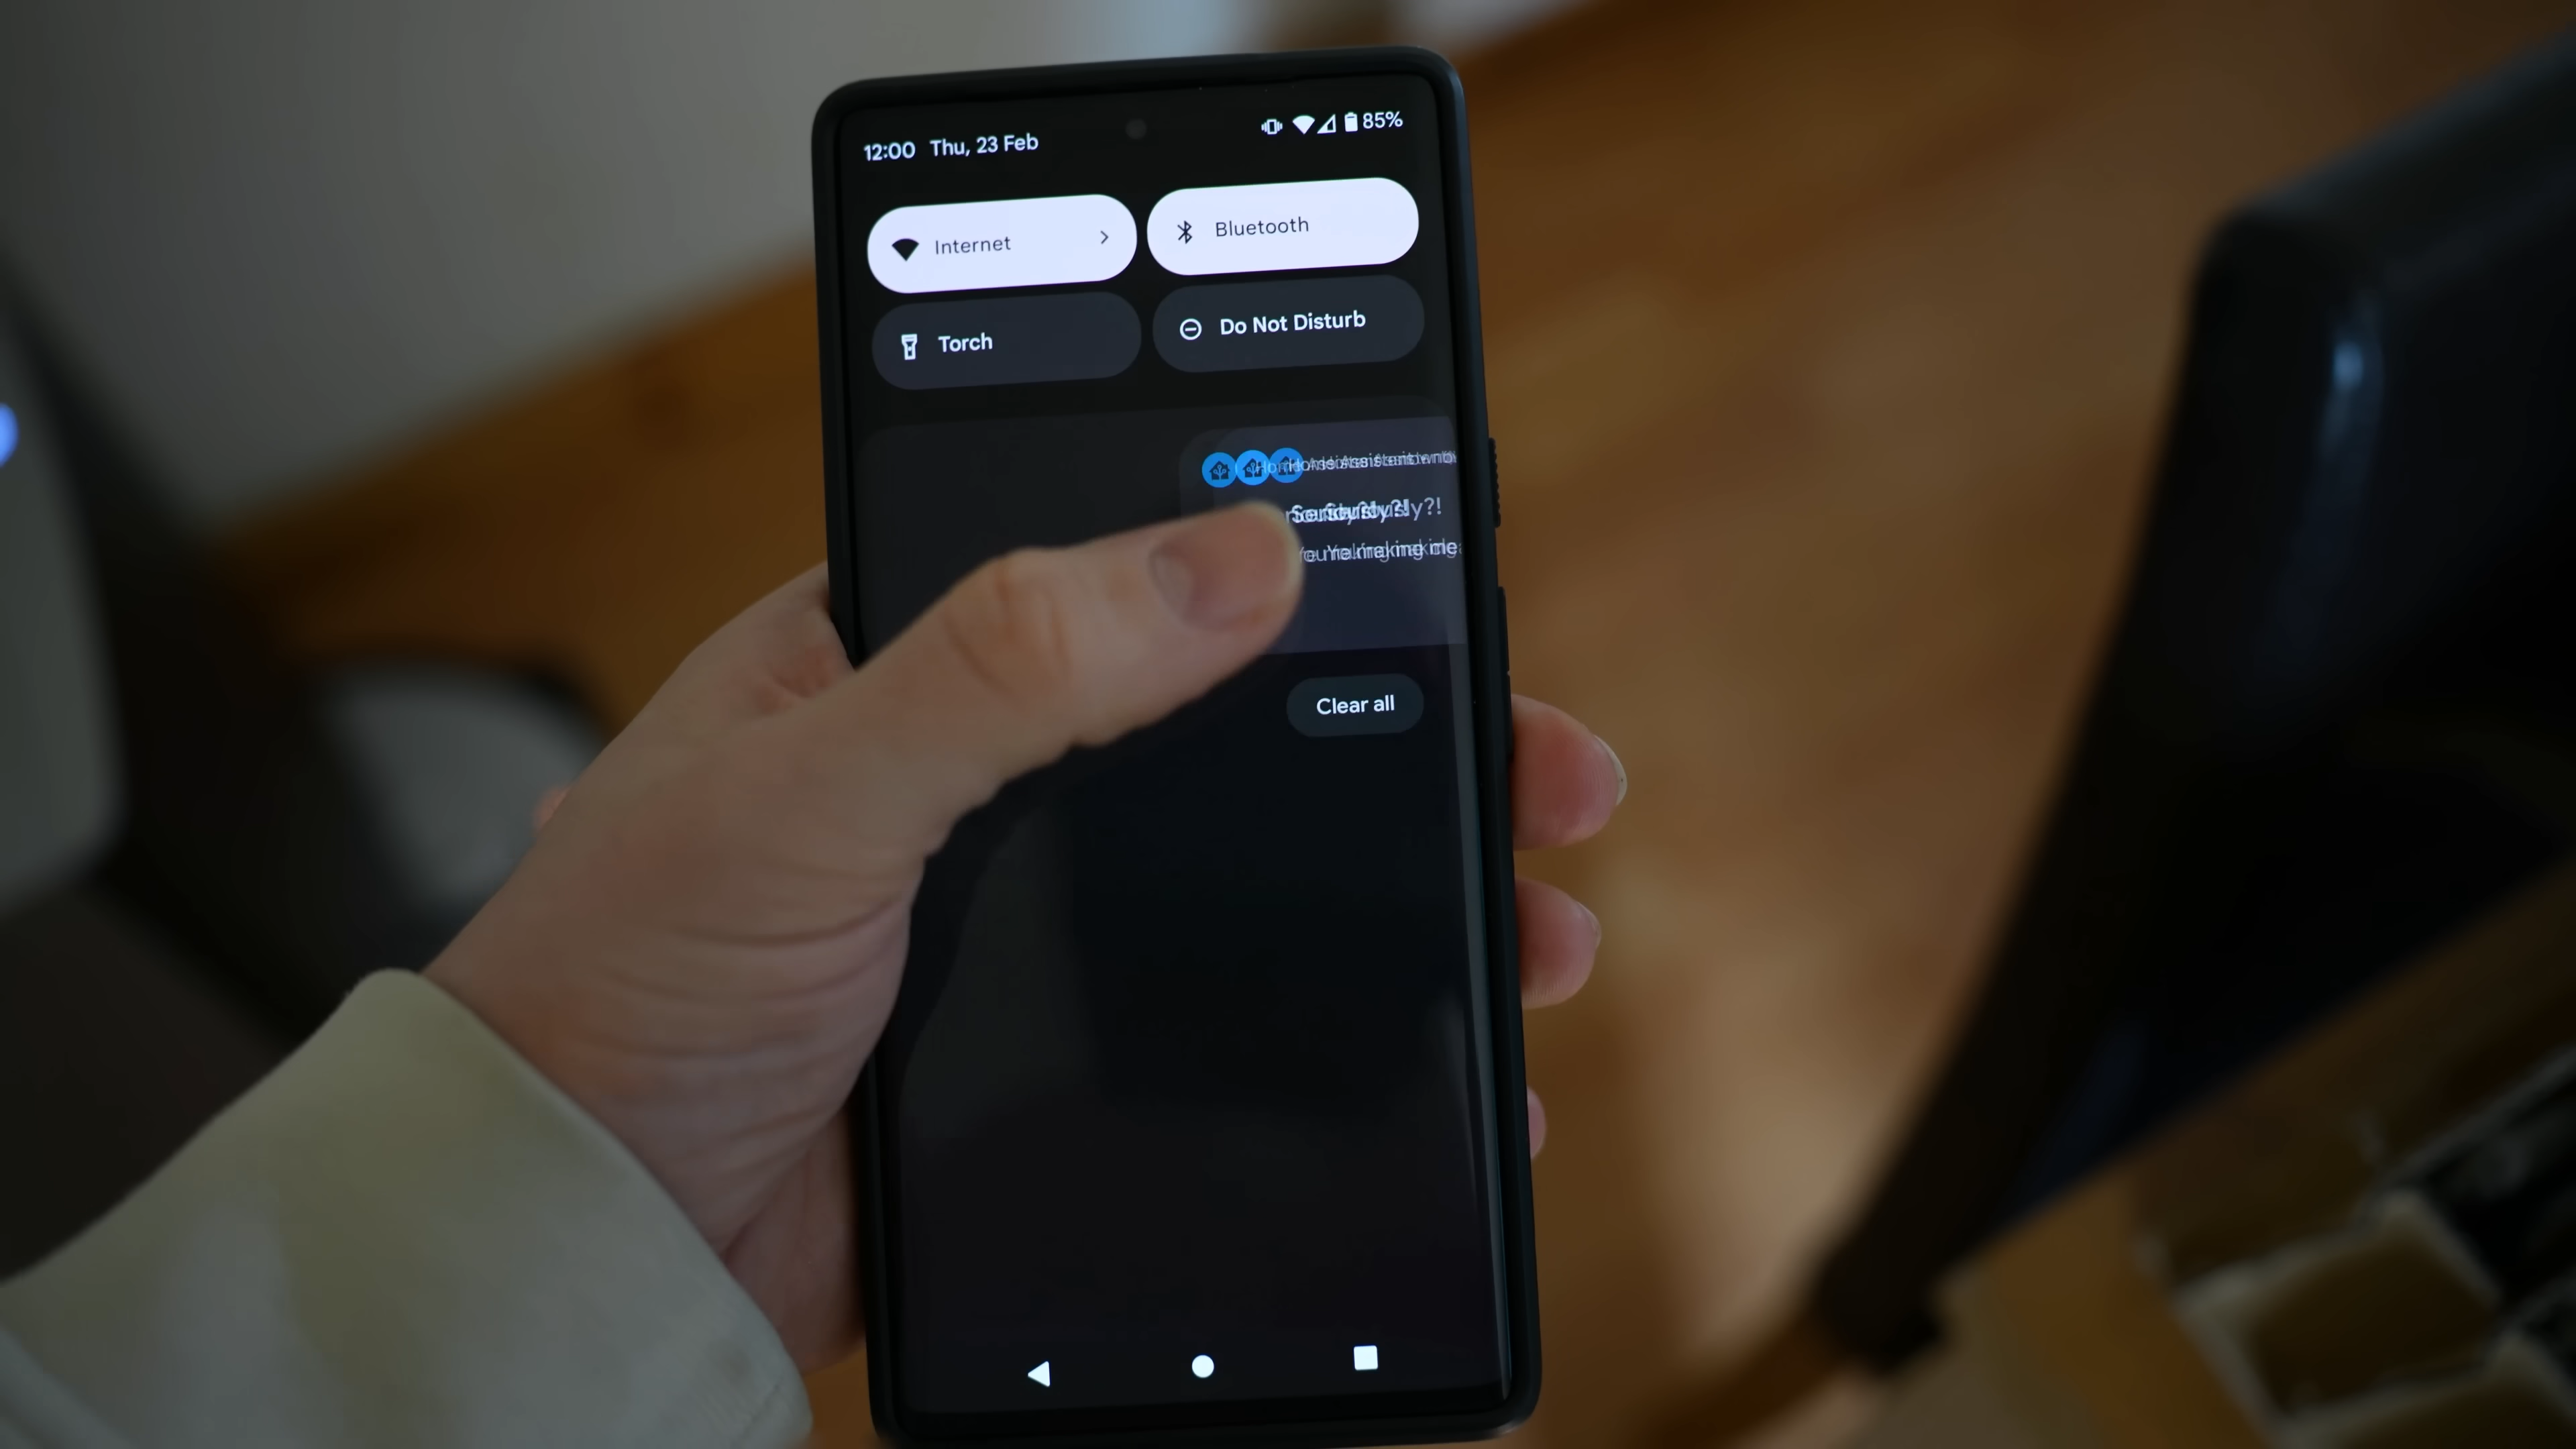 12:00 Thu, 23 Feb 85%
Internet
Bluetooth
Torch
Do Not Disturb
Clear all